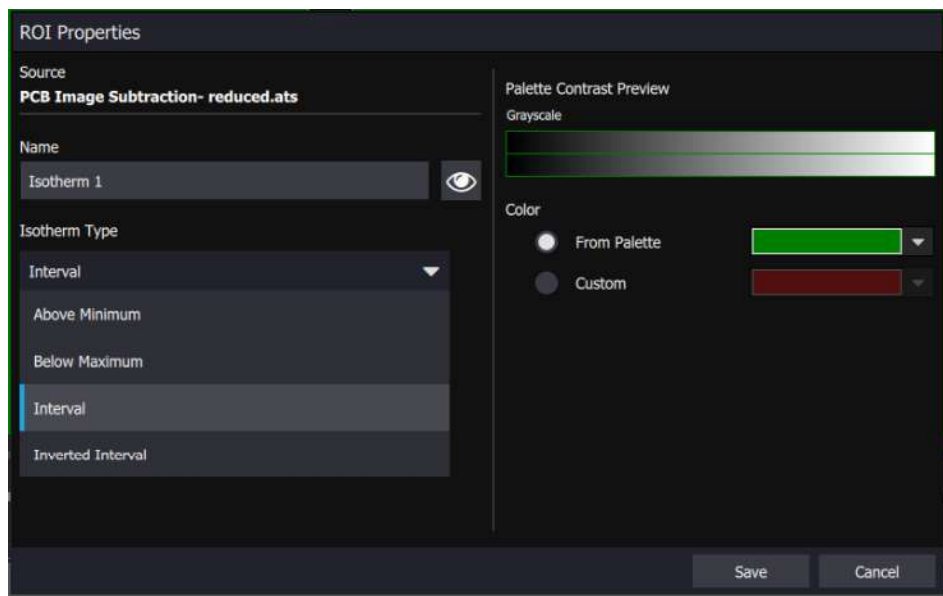 ROI Properties
Source
PCB Image Subtraction- reduced.ats
Name
Isotherm 1
Isotherm Type
Interval
Above Minimum
Below Maximum
Interval
Inverted Interval
Palette Contrast Preview
Grayscale
Color
From Palette
Custom
Save
Cancel